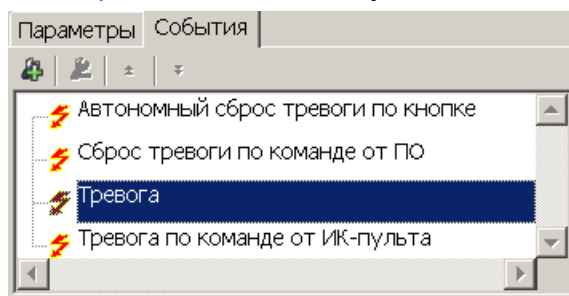 Параметры События
Автономный сброс тревоги по кнопке
Сброс тревоги по команде от ПО
Тревога
Тревога по команде от ИК-пульта